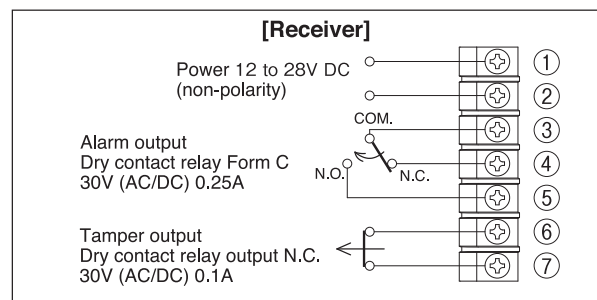 [Receiver]
Power 12 to 28V DC
(non-polarity)
①
②
COM.
③
Alarm output
Dry contact relay Form C
30V (AC/DC) 0.25A
N.O.
N.C.
④
⑤
Tamper output
Dry contact relay output N.C.
30V (AC/DC) 0.1A
⑥
⑦